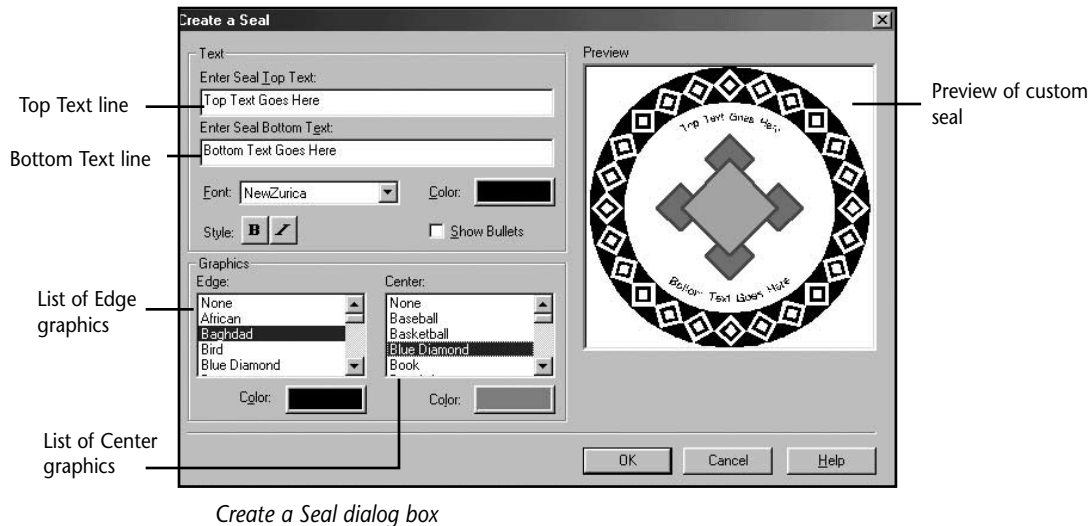 Create a Seal
Text
Enter Seal Top Text:
Top Text Goes Here
Enter Seal Bottom Text:
Bottom Text Goes Here
Font: NewZurica
Color:
Style: B I
Show Bullets
Graphics
Edge:
None
African
Baghdad
Bird
Blue Diamond
Color:
Center:
None
Baseball
Basketball
Blue Diamond
Book
Color:
Preview
Top Text Goes Here
Bottom Text Goes Here
OK
Cancel
Help
Top Text line
Bottom Text line
List of Edge
graphics
List of Center
graphics
Preview of custom
seal
Create a Seal dialog box